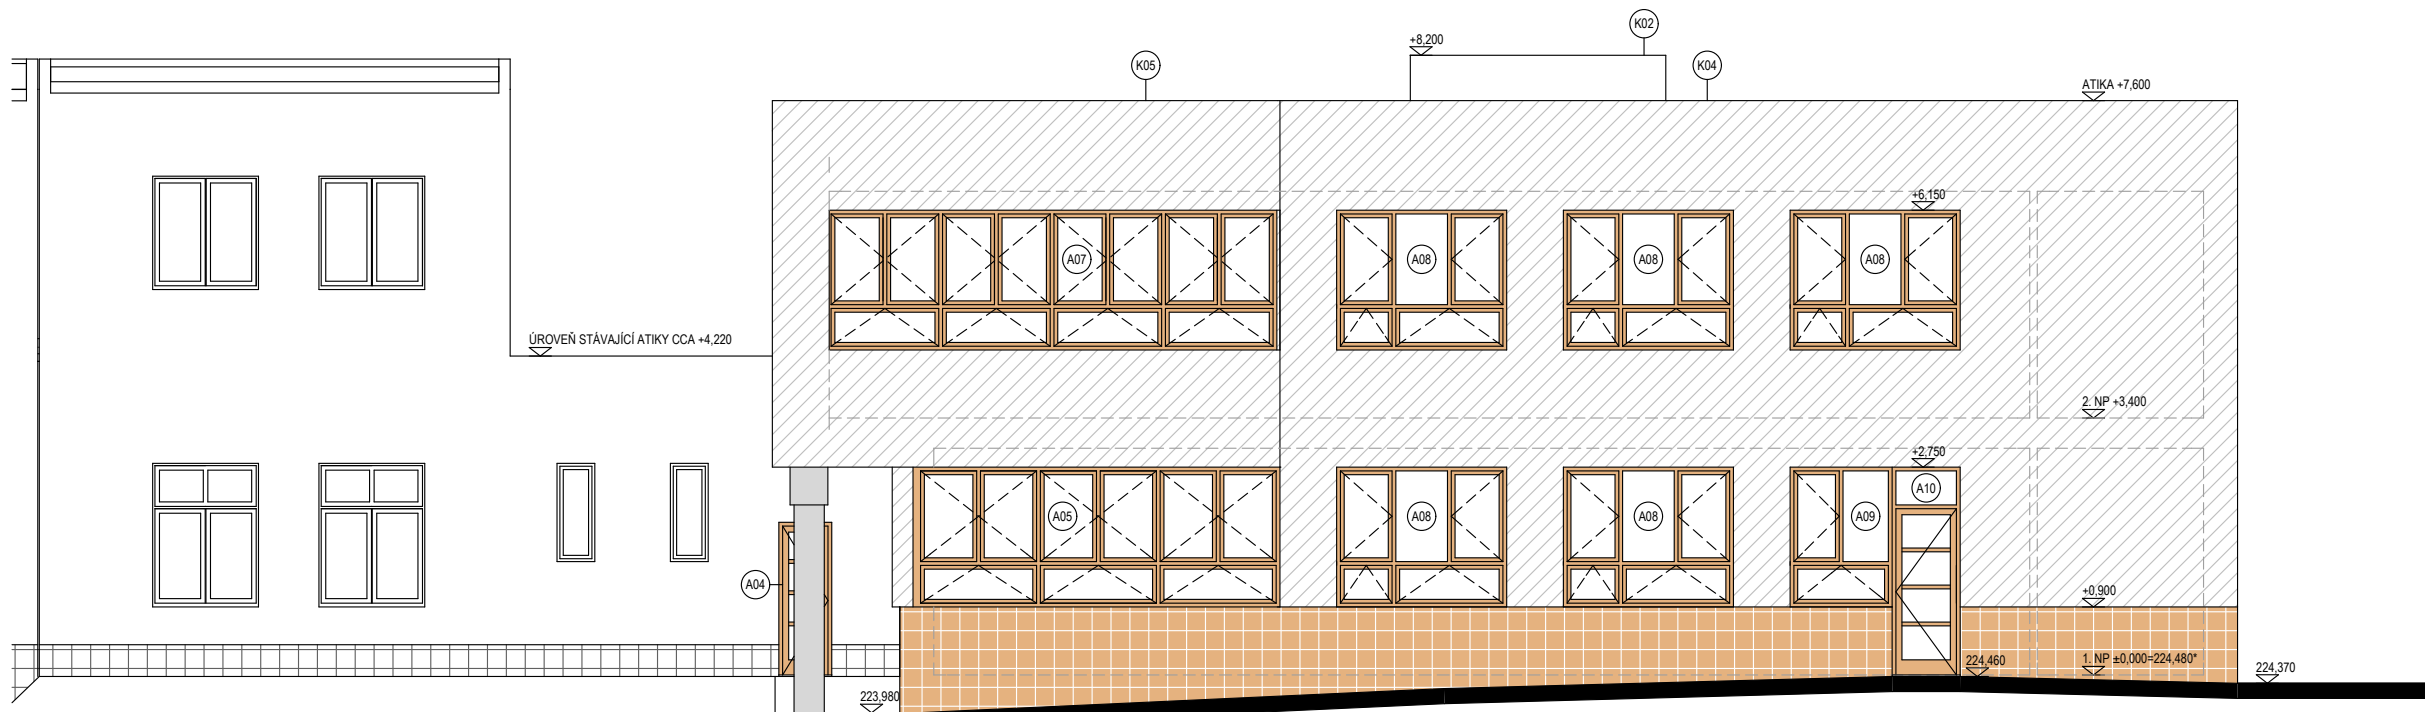 K02
+8,200
K05
K04
ATIKA +7,600
+6,150
A07
A08
A08
A08
ÚROVEŇ STÁVAJÍCÍ ATIKY CCA +4,220
2. NP +3,400
+2,750
A10
A05
A08
A08
A09
A04
+0,900
224,460
1. NP ±0,000=224,480*
224,370
223,980